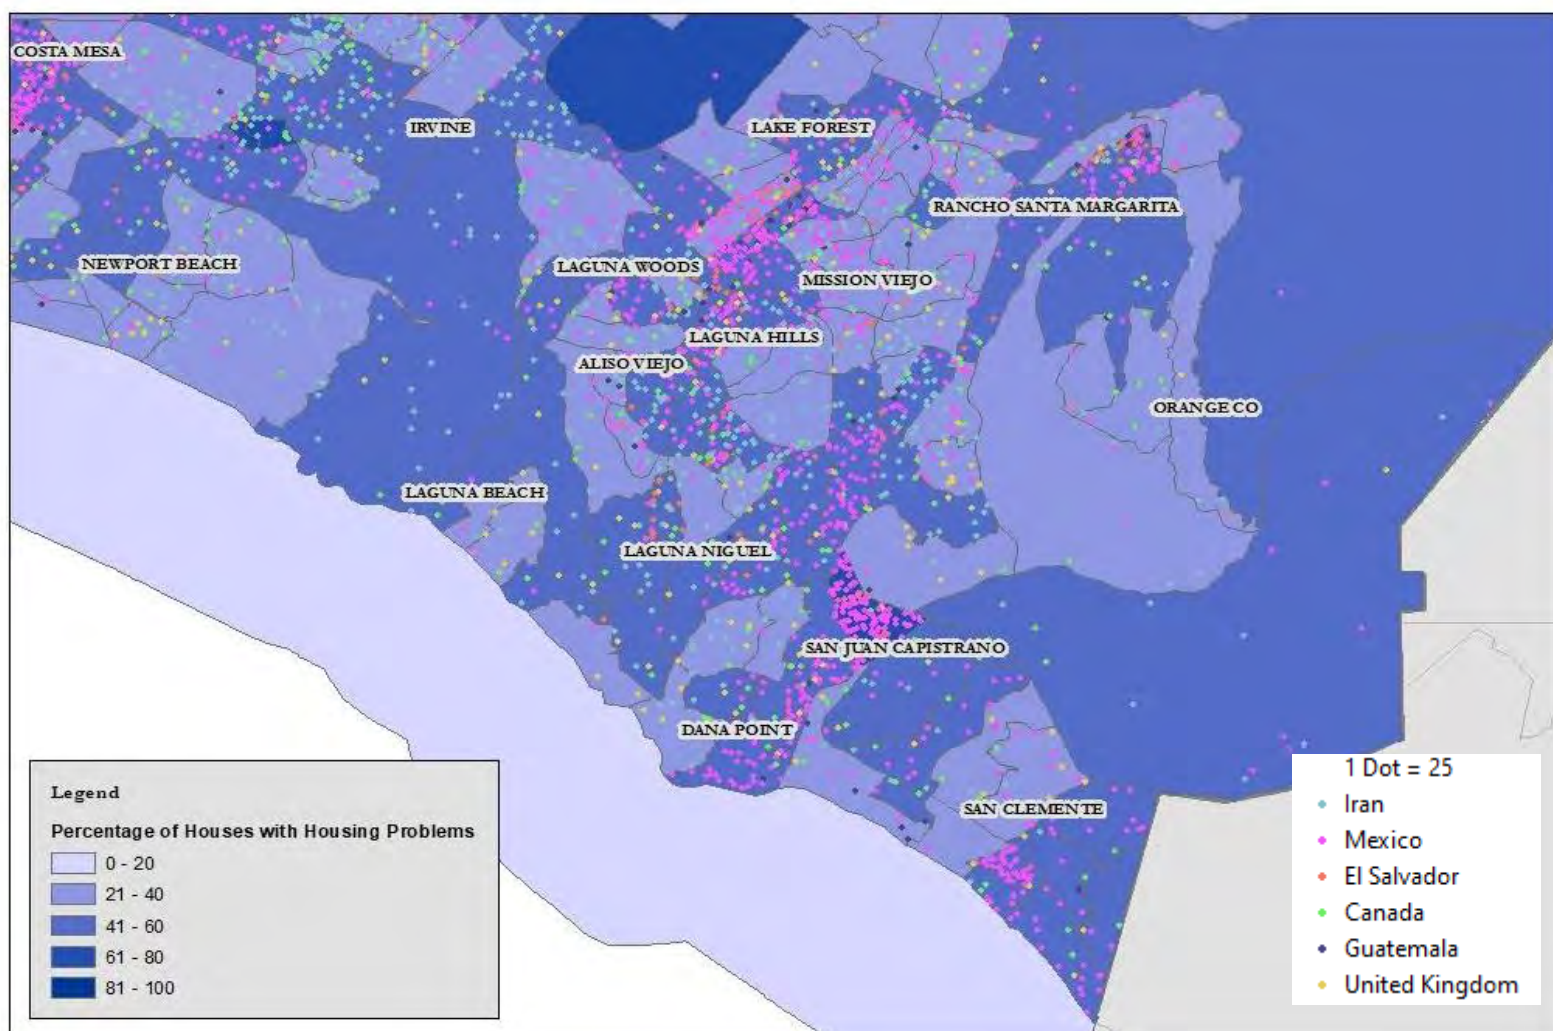 COSTA MESA
IRVINE
LAKE FOREST
RANCHO SANTA MARGARITA
NEWPORT BEACH
LAGUNA WOODS
MISSION VIEJO
LAGUNA HILLS
ALISO VIEJO
ORANGE CO
LAGUNA BEACH
LAGUNA NIGUEL
SAN JUAN CAPISTRANO
DANA POINT
SAN CLEMENTE
Legend
Percentage of Houses with Housing Problems
0 - 20
21 - 40
41 - 60
61 - 80
81 - 100
1 Dot = 25
Iran
Mexico
El Salvador
Canada
Guatemala
United Kingdom